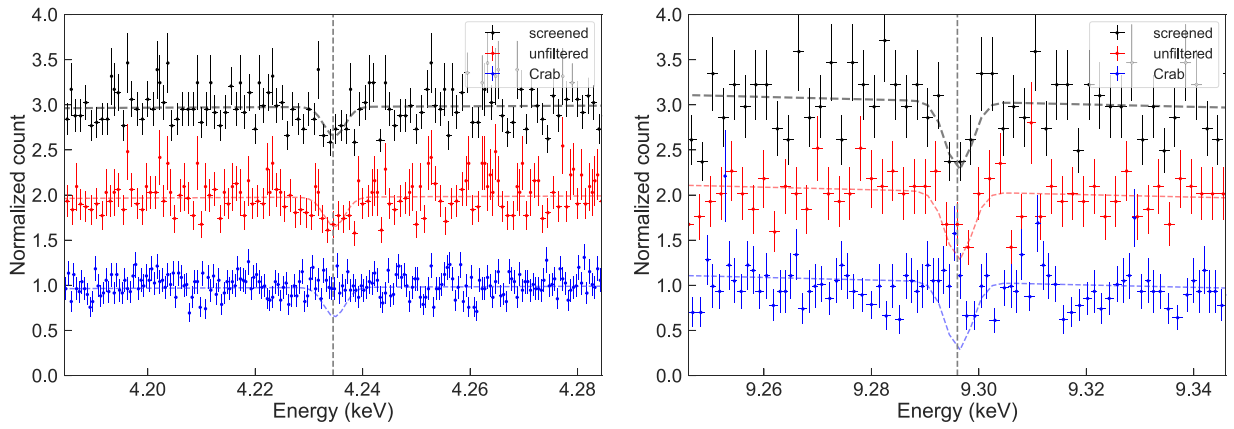 4.0
3.5
3.0
2.5
2.0
1.5
1.0
0.5
0.0
Normalized count
screened
unfiltered
Crab
4.20 4.22 4.24 4.26 4.28
Energy (keV)
4.0
3.5
3.0
2.5
2.0
1.5
1.0
0.5
0.0
Normalized count
screened
unfiltered
Crab
9.26 9.28 9.30 9.32 9.34
Energy (keV)